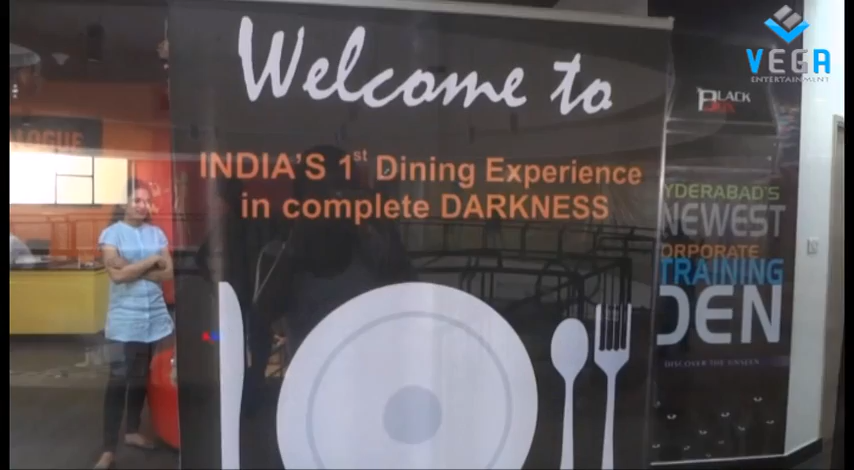 Welcome to
INDIA'S 1st Dining Experience
in complete DARKNESS
VEGA
ENTERTAINMENT
BLACK
BOX
YDERABAD'S
NEWEST
ORPORATE
TRAINING
DEN
DISCOVER THE UNSEEN
LOGUE